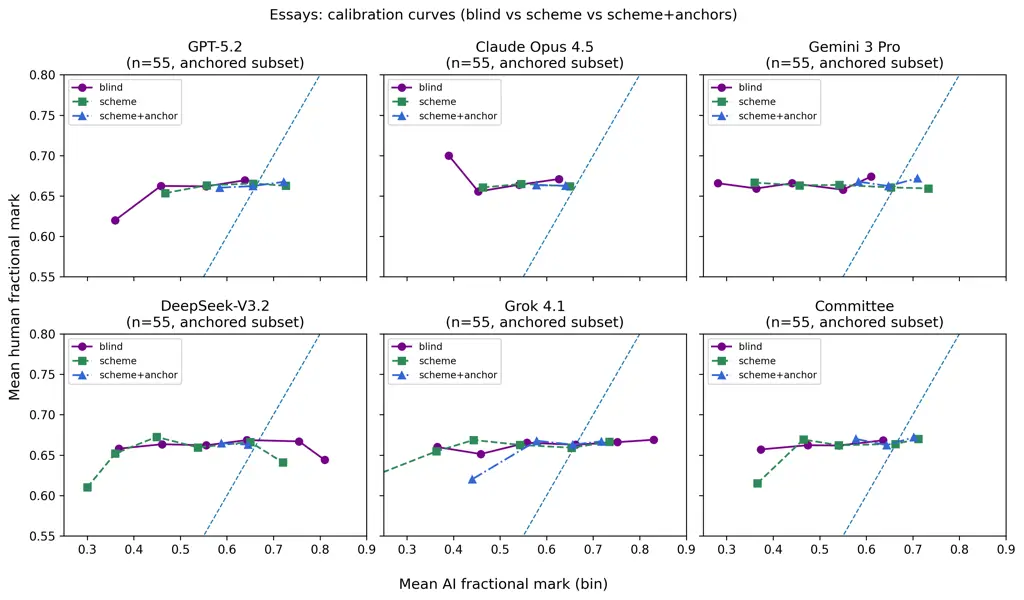 Essays: calibration curves (blind vs scheme vs scheme+anchors)
GPT-5.2
(n=55, anchored subset)
Claude Opus 4.5
(n=55, anchored subset)
Gemini 3 Pro
(n=55, anchored subset)
0.80
0.75
0.70
0.65
0.60
0.55
blind
scheme
scheme+anchor
blind
scheme
scheme+anchor
blind
scheme
scheme+anchor
Mean human fractional mark
DeepSeek-V3.2
(n=55, anchored subset)
Grok 4.1
(n=55, anchored subset)
Committee
(n=55, anchored subset)
0.80
0.75
0.70
0.65
0.60
0.55
blind
scheme
scheme+anchor
blind
scheme
scheme+anchor
blind
scheme
scheme+anchor
0.3 0.4 0.5 0.6 0.7 0.8 0.9
0.3 0.4 0.5 0.6 0.7 0.8 0.9
0.3 0.4 0.5 0.6 0.7 0.8 0.9
Mean AI fractional mark (bin)